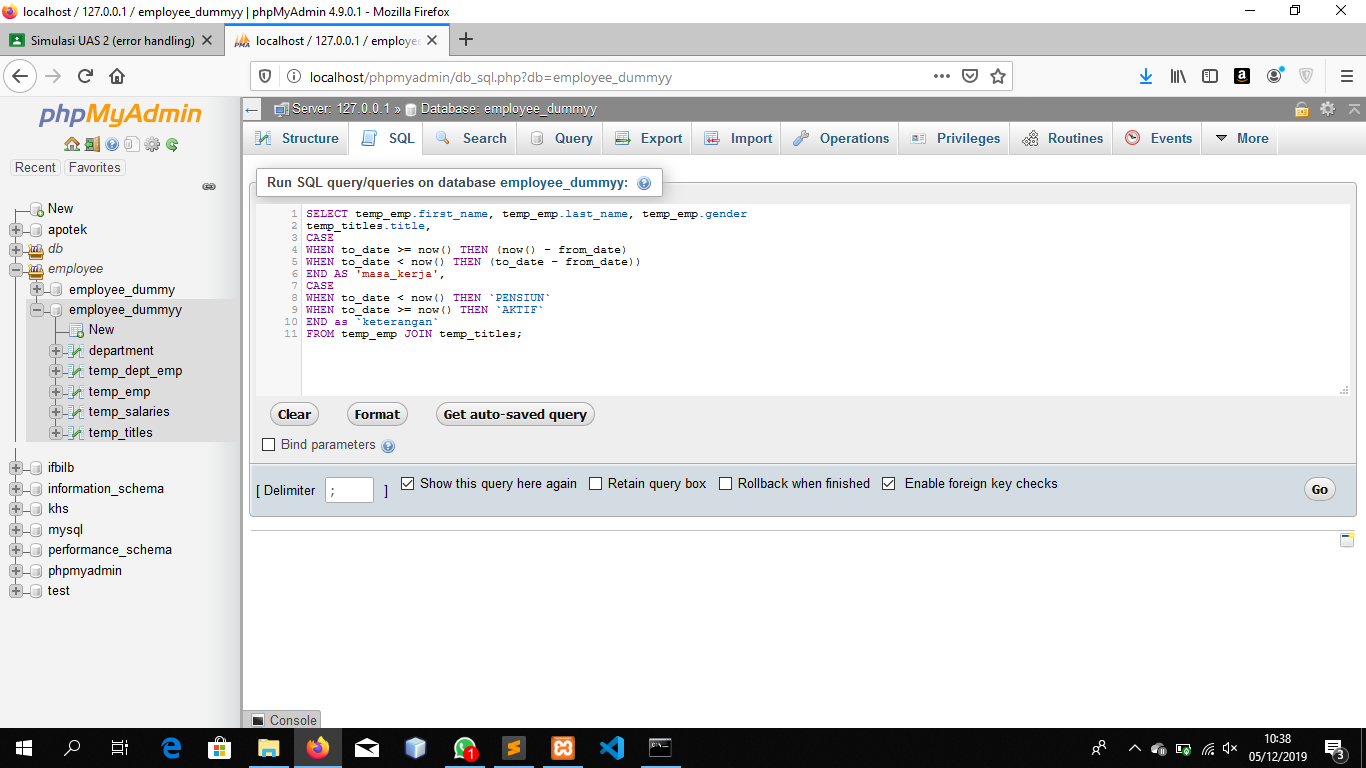 localhost / 127.0.0.1 / employee_dummyy | phpMyAdmin 4.9.0.1 - Mozilla Firefox
Simulasi UAS 2 (error handling)
localhost / 127.0.0.1 / employee
localhost/phpmyadmin/db_sql.php?db=employee_dummyy
phpMyAdmin
Recent Favorites
New
apotek
db
employee
employee_dummy
employee_dummyy
New
department
temp_dept_emp
temp_emp
temp_salaries
temp_titles
ifbilb
information_schema
khs
mysql
performance_schema
phpmyadmin
test
Server: 127.0.0.1 » Database: employee_dummyy
Structure SQL Search Query Export Import Operations Privileges Routines Events More
Run SQL query/queries on database employee_dummyy:
1 SELECT temp_emp.first_name, temp_emp.last_name, temp_emp.gender
2 temp_titles.title,
3 CASE
4 WHEN to_date >= now() THEN (now() - from_date)
5 WHEN to_date < now() THEN (to_date - from_date))
6 END AS 'masa_kerja',
7 CASE
8 WHEN to_date < now() THEN `PENSIUN`
9 WHEN to_date >= now() THEN `AKTIF`
10 END as `keterangan`
11 FROM temp_emp JOIN temp_titles;
Clear Format Get auto-saved query
Bind parameters
[ Delimiter ; ] Show this query here again Retain query box Rollback when finished Enable foreign key checks Go
Console
1
10:38
05/12/2019
3